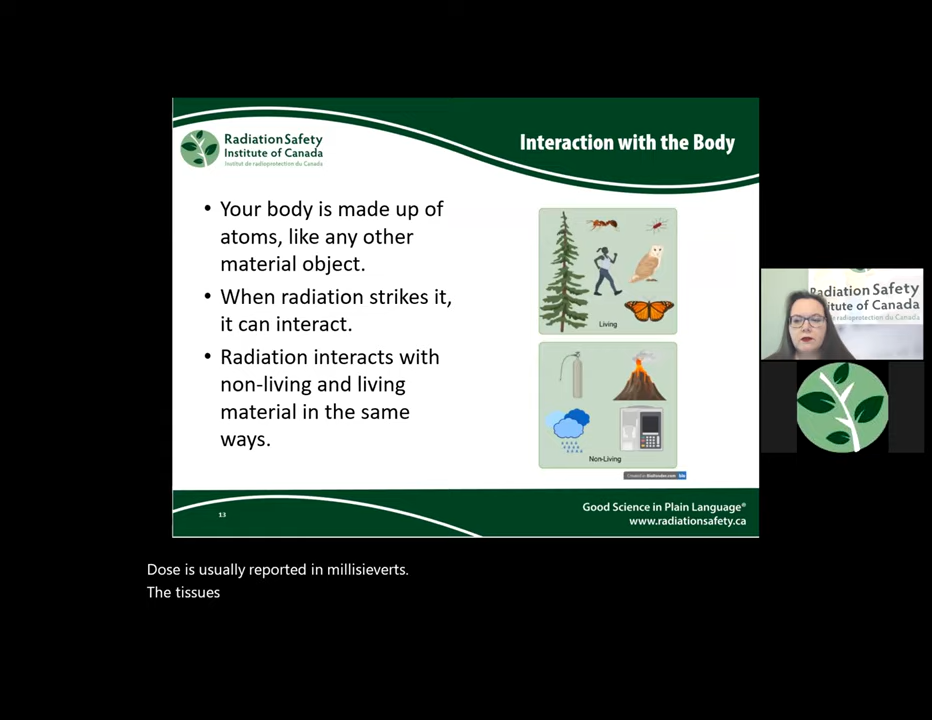 Radiation Safety
Institute of Canada
Institut de radioprotection du Canada
Interaction with the Body
• Your body is made up of
atoms, like any other
material object.
• When radiation strikes it,
it can interact.
• Radiation interacts with
non-living and living
material in the same
ways.
Living
Non-Living
13
Good Science in Plain Language®
www.radiationsafety.ca
Radiation Safety
itute of Canada
radioprotection du Canada
Dose is usually reported in millisieverts.
The tissues